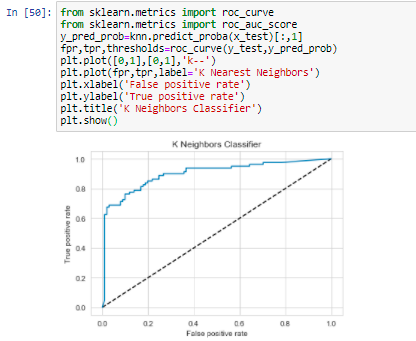 In [50]:
from sklearn.metrics import roc_curve
from sklearn.metrics import roc_auc_score
y_pred_prob=knn.predict_proba(x_test)[:,1]
fpr,tpr,thresholds=roc_curve(y_test,y_pred_prob)
plt.plot([0,1],[0,1],'k--')
plt.plot(fpr,tpr,label='K Nearest Neighbors')
plt.xlabel('False positive rate')
plt.ylabel('True positive rate')
plt.title('K Neighbors Classifier')
plt.show()
K Neighbors Classifier
True positive rate
1.0
0.8
0.6
0.4
0.2
0.0
0.0 0.2 0.4 0.6 0.8 1.0
False positive rate